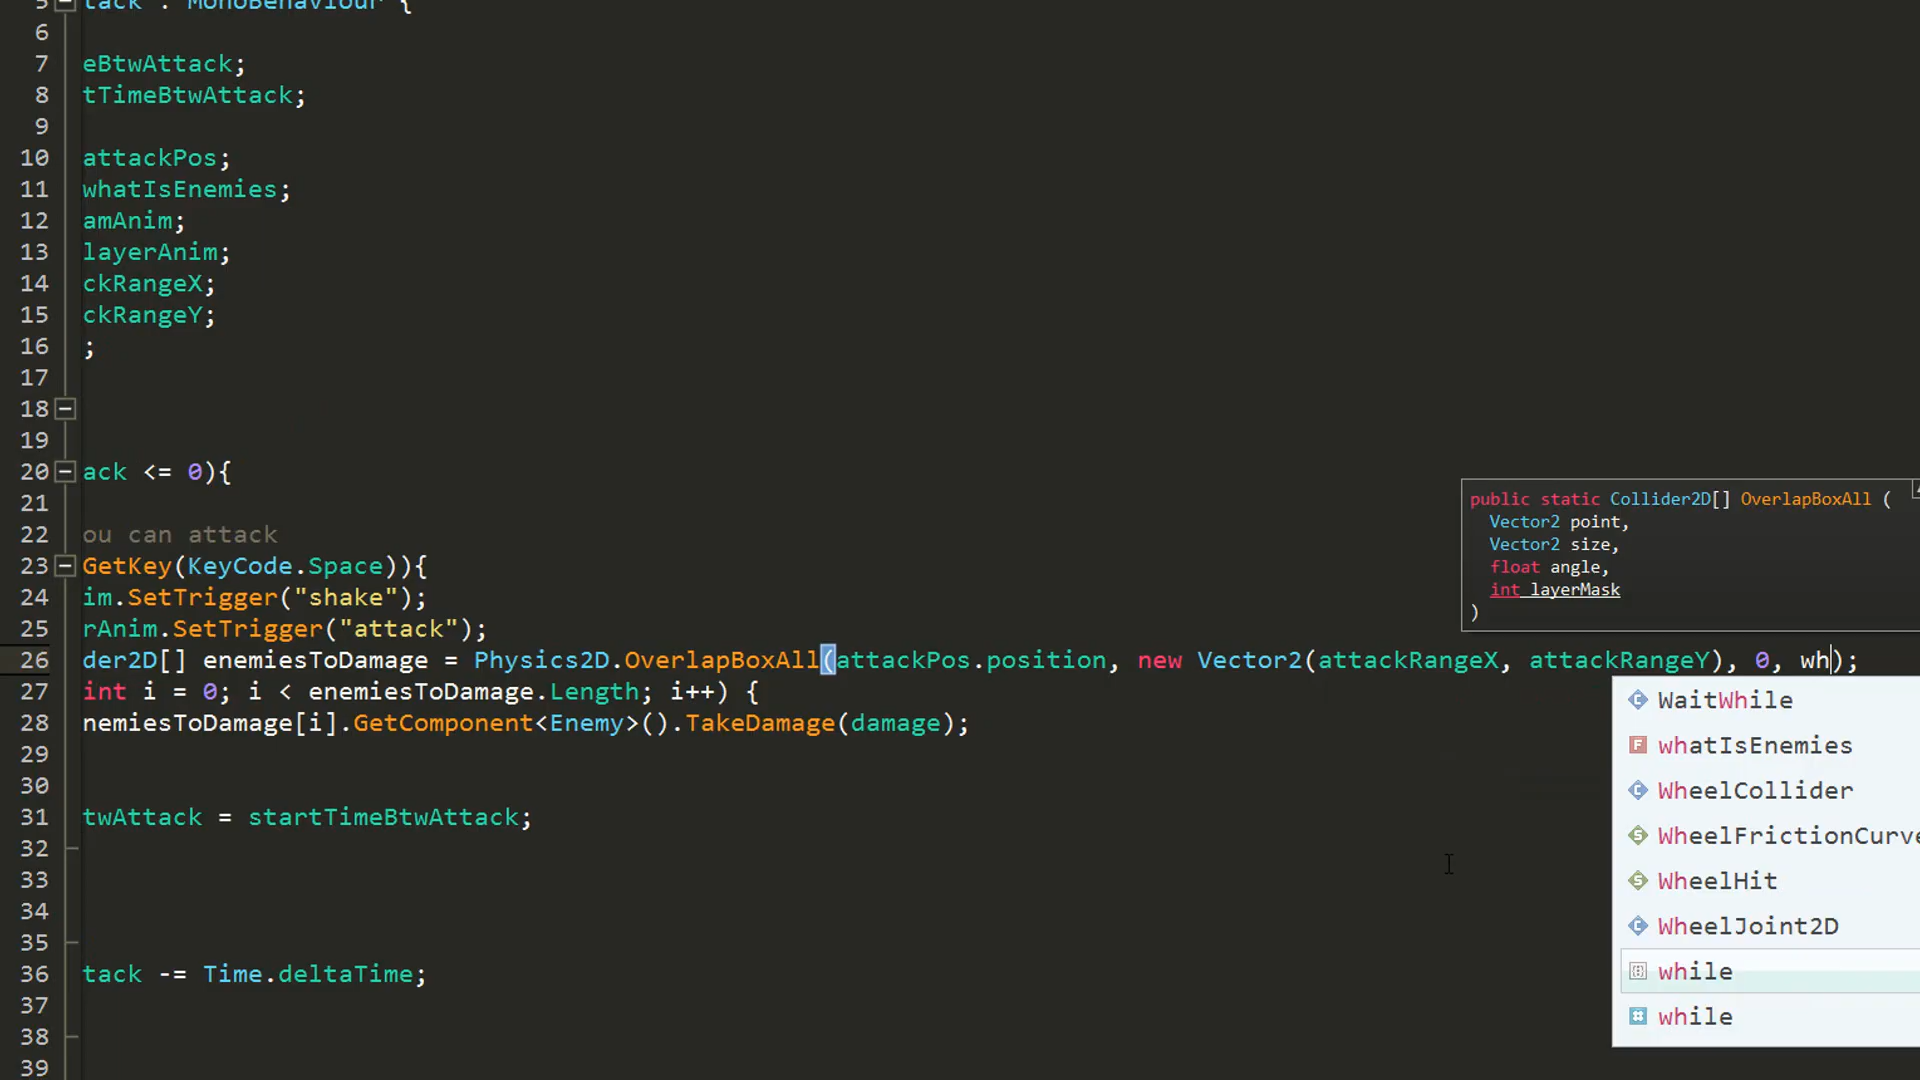 5 tack : MonoBehaviour {
6
7 eBtwAttack;
8 tTimeBtwAttack;
9
10 attackPos;
11 whatIsEnemies;
12 amAnim;
13 layerAnim;
14 ckRangeX;
15 ckRangeY;
16 ;
17
18
19
20 ack <= 0){
21
22 ou can attack
23 GetKey(KeyCode.Space)){
24 im.SetTrigger("shake");
25 rAnim.SetTrigger("attack");
26 der2D[] enemiesToDamage = Physics2D.OverlapBoxAll(attackPos.position, new Vector2(attackRangeX, attackRangeY), 0, wh);
27 int i = 0; i < enemiesToDamage.Length; i++) {
28 nemiesToDamage[i].GetComponent<Enemy>().TakeDamage(damage);
29
30
31 twAttack = startTimeBtwAttack;
32
33
34
35
36 tack -= Time.deltaTime;
37
38
39
public static Collider2D[] OverlapBoxAll (
Vector2 point,
Vector2 size,
float angle,
int layerMask
)
WaitWhile
whatIsEnemies
WheelCollider
WheelFrictionCurve
WheelHit
WheelJoint2D
while
while